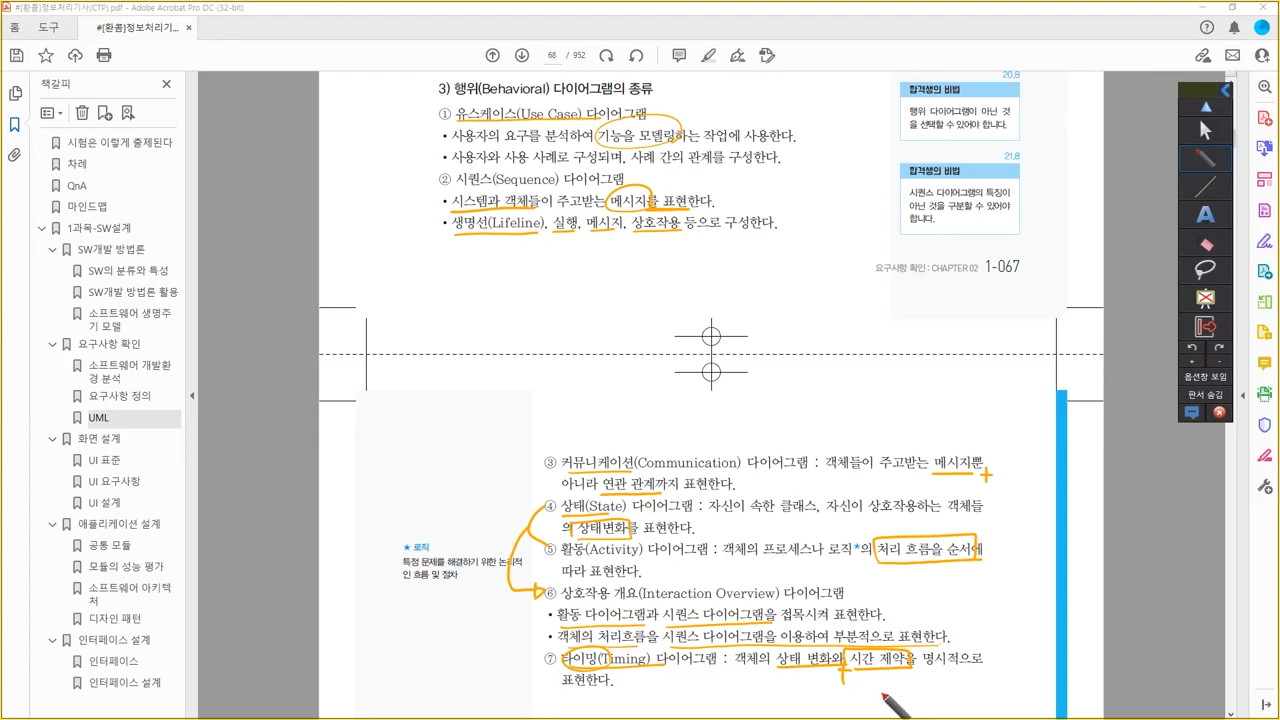 #[환콤]정보처리기사(CTP).pdf - Adobe Acrobat Pro DC (32-bit)
홈 도구 #[환콤]정보처리기... ×
68 / 952
책갈피
시험은 이렇게 출제된다
차례
QnA
마인드맵
1과목-SW설계
SW개발 방법론
SW의 분류와 특성
SW개발 방법론 활용
소프트웨어 생명주
기 모델
요구사항 확인
소프트웨어 개발환
경 분석
요구사항 정의
UML
화면 설계
UI 표준
UI 요구사항
UI 설계
애플리케이션 설계
공통 모듈
모듈의 성능 평가
소프트웨어 아키텍
처
디자인 패턴
인터페이스 설계
인터페이스
인터페이스 설계
3) 행위(Behavioral) 다이어그램의 종류
① 유스케이스(Use Case) 다이어그램
• 사용자의 요구를 분석하여 기능을 모델링하는 작업에 사용한다.
• 사용자와 사용 사례로 구성되며, 사례 간의 관계를 구성한다.
② 시퀀스(Sequence) 다이어그램
• 시스템과 객체들이 주고받는 메시지를 표현한다.
• 생명선(Lifeline), 실행, 메시지, 상호작용 등으로 구성한다.
20.8
합격생의 비법
행위 다이어그램이 아닌 것
을 선택할 수 있어야 합니다.
21.8
합격생의 비법
시퀀스 다이어그램의 특징이
아닌 것을 구분할 수 있어야
합니다.
요구사항 확인 : CHAPTER 02 1-067
③ 커뮤니케이션(Communication) 다이어그램 : 객체들이 주고받는 메시지뿐
아니라 연관 관계까지 표현한다.
④ 상태(State) 다이어그램 : 자신이 속한 클래스, 자신이 상호작용하는 객체들
의 상태변화를 표현한다.
⑤ 활동(Activity) 다이어그램 : 객체의 프로세스나 로직*의 처리 흐름을 순서에
따라 표현한다.
⑥ 상호작용 개요(Interaction Overview) 다이어그램
• 활동 다이어그램과 시퀀스 다이어그램을 접목시켜 표현한다.
• 객체의 처리흐름을 시퀀스 다이어그램을 이용하여 부분적으로 표현한다.
⑦ 타이밍(Timing) 다이어그램 : 객체의 상태 변화와 시간 제약을 명시적으로
표현한다.
★ 로직
특정 문제를 해결하기 위한 논리적
인 흐름 및 절차
A
옵션창 보임
판서 숨김